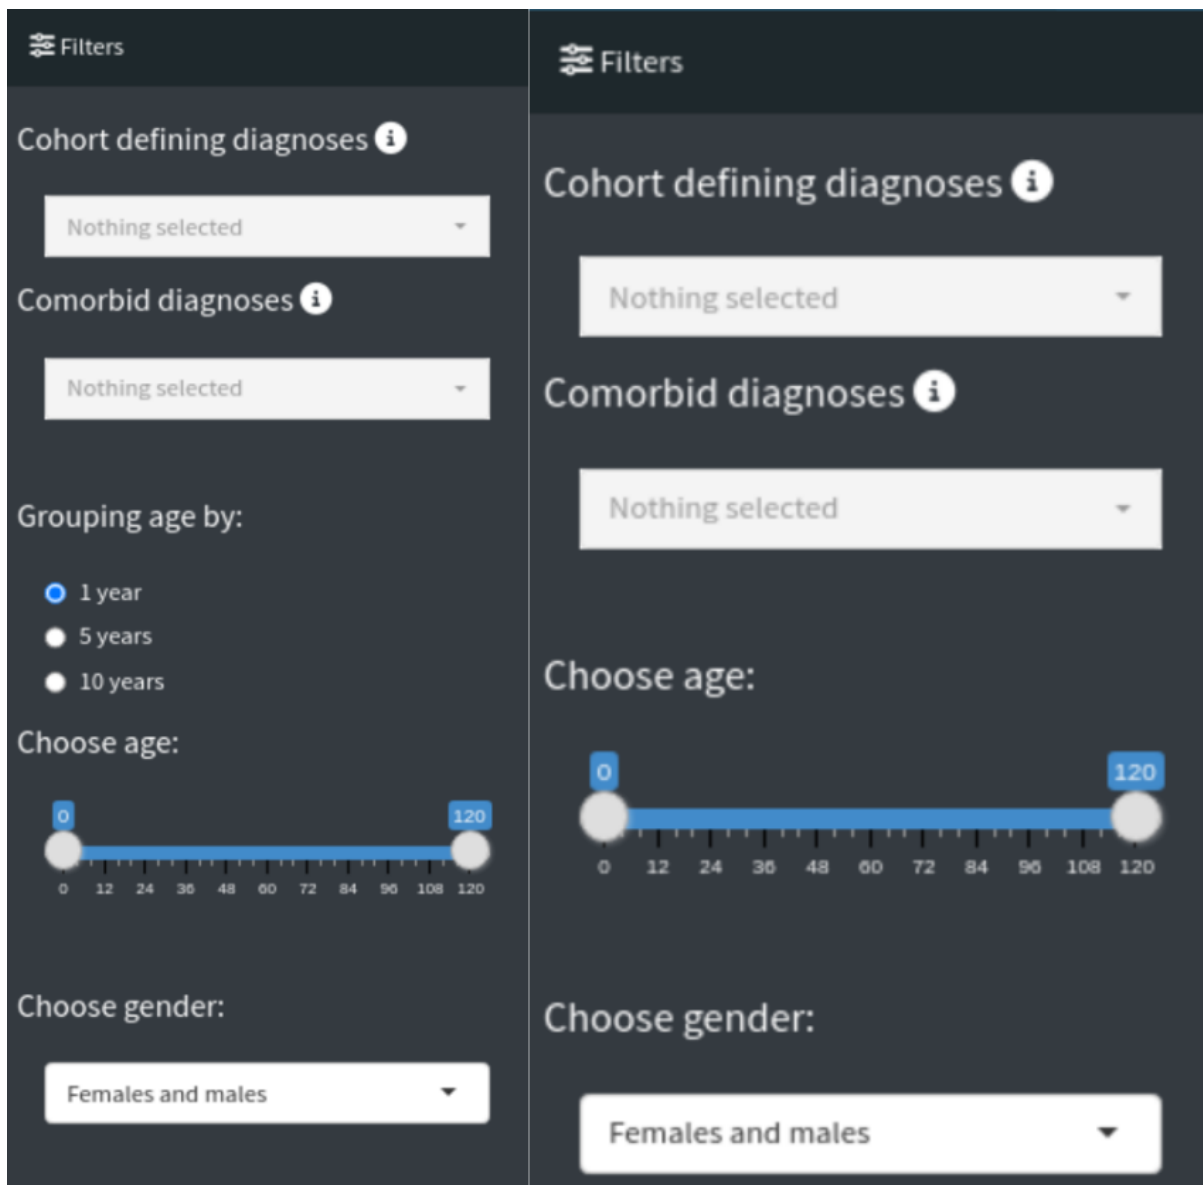 Filters
Cohort defining diagnoses i
Nothing selected
Comorbid diagnoses i
Nothing selected
Grouping age by:
1 year
5 years
10 years
Choose age:
0 120
0 12 24 36 48 60 72 84 96 108 120
Choose gender:
Females and males
Filters
Cohort defining diagnoses i
Nothing selected
Comorbid diagnoses i
Nothing selected
Choose age:
0 120
0 12 24 36 48 60 72 84 96 108 120
Choose gender:
Females and males